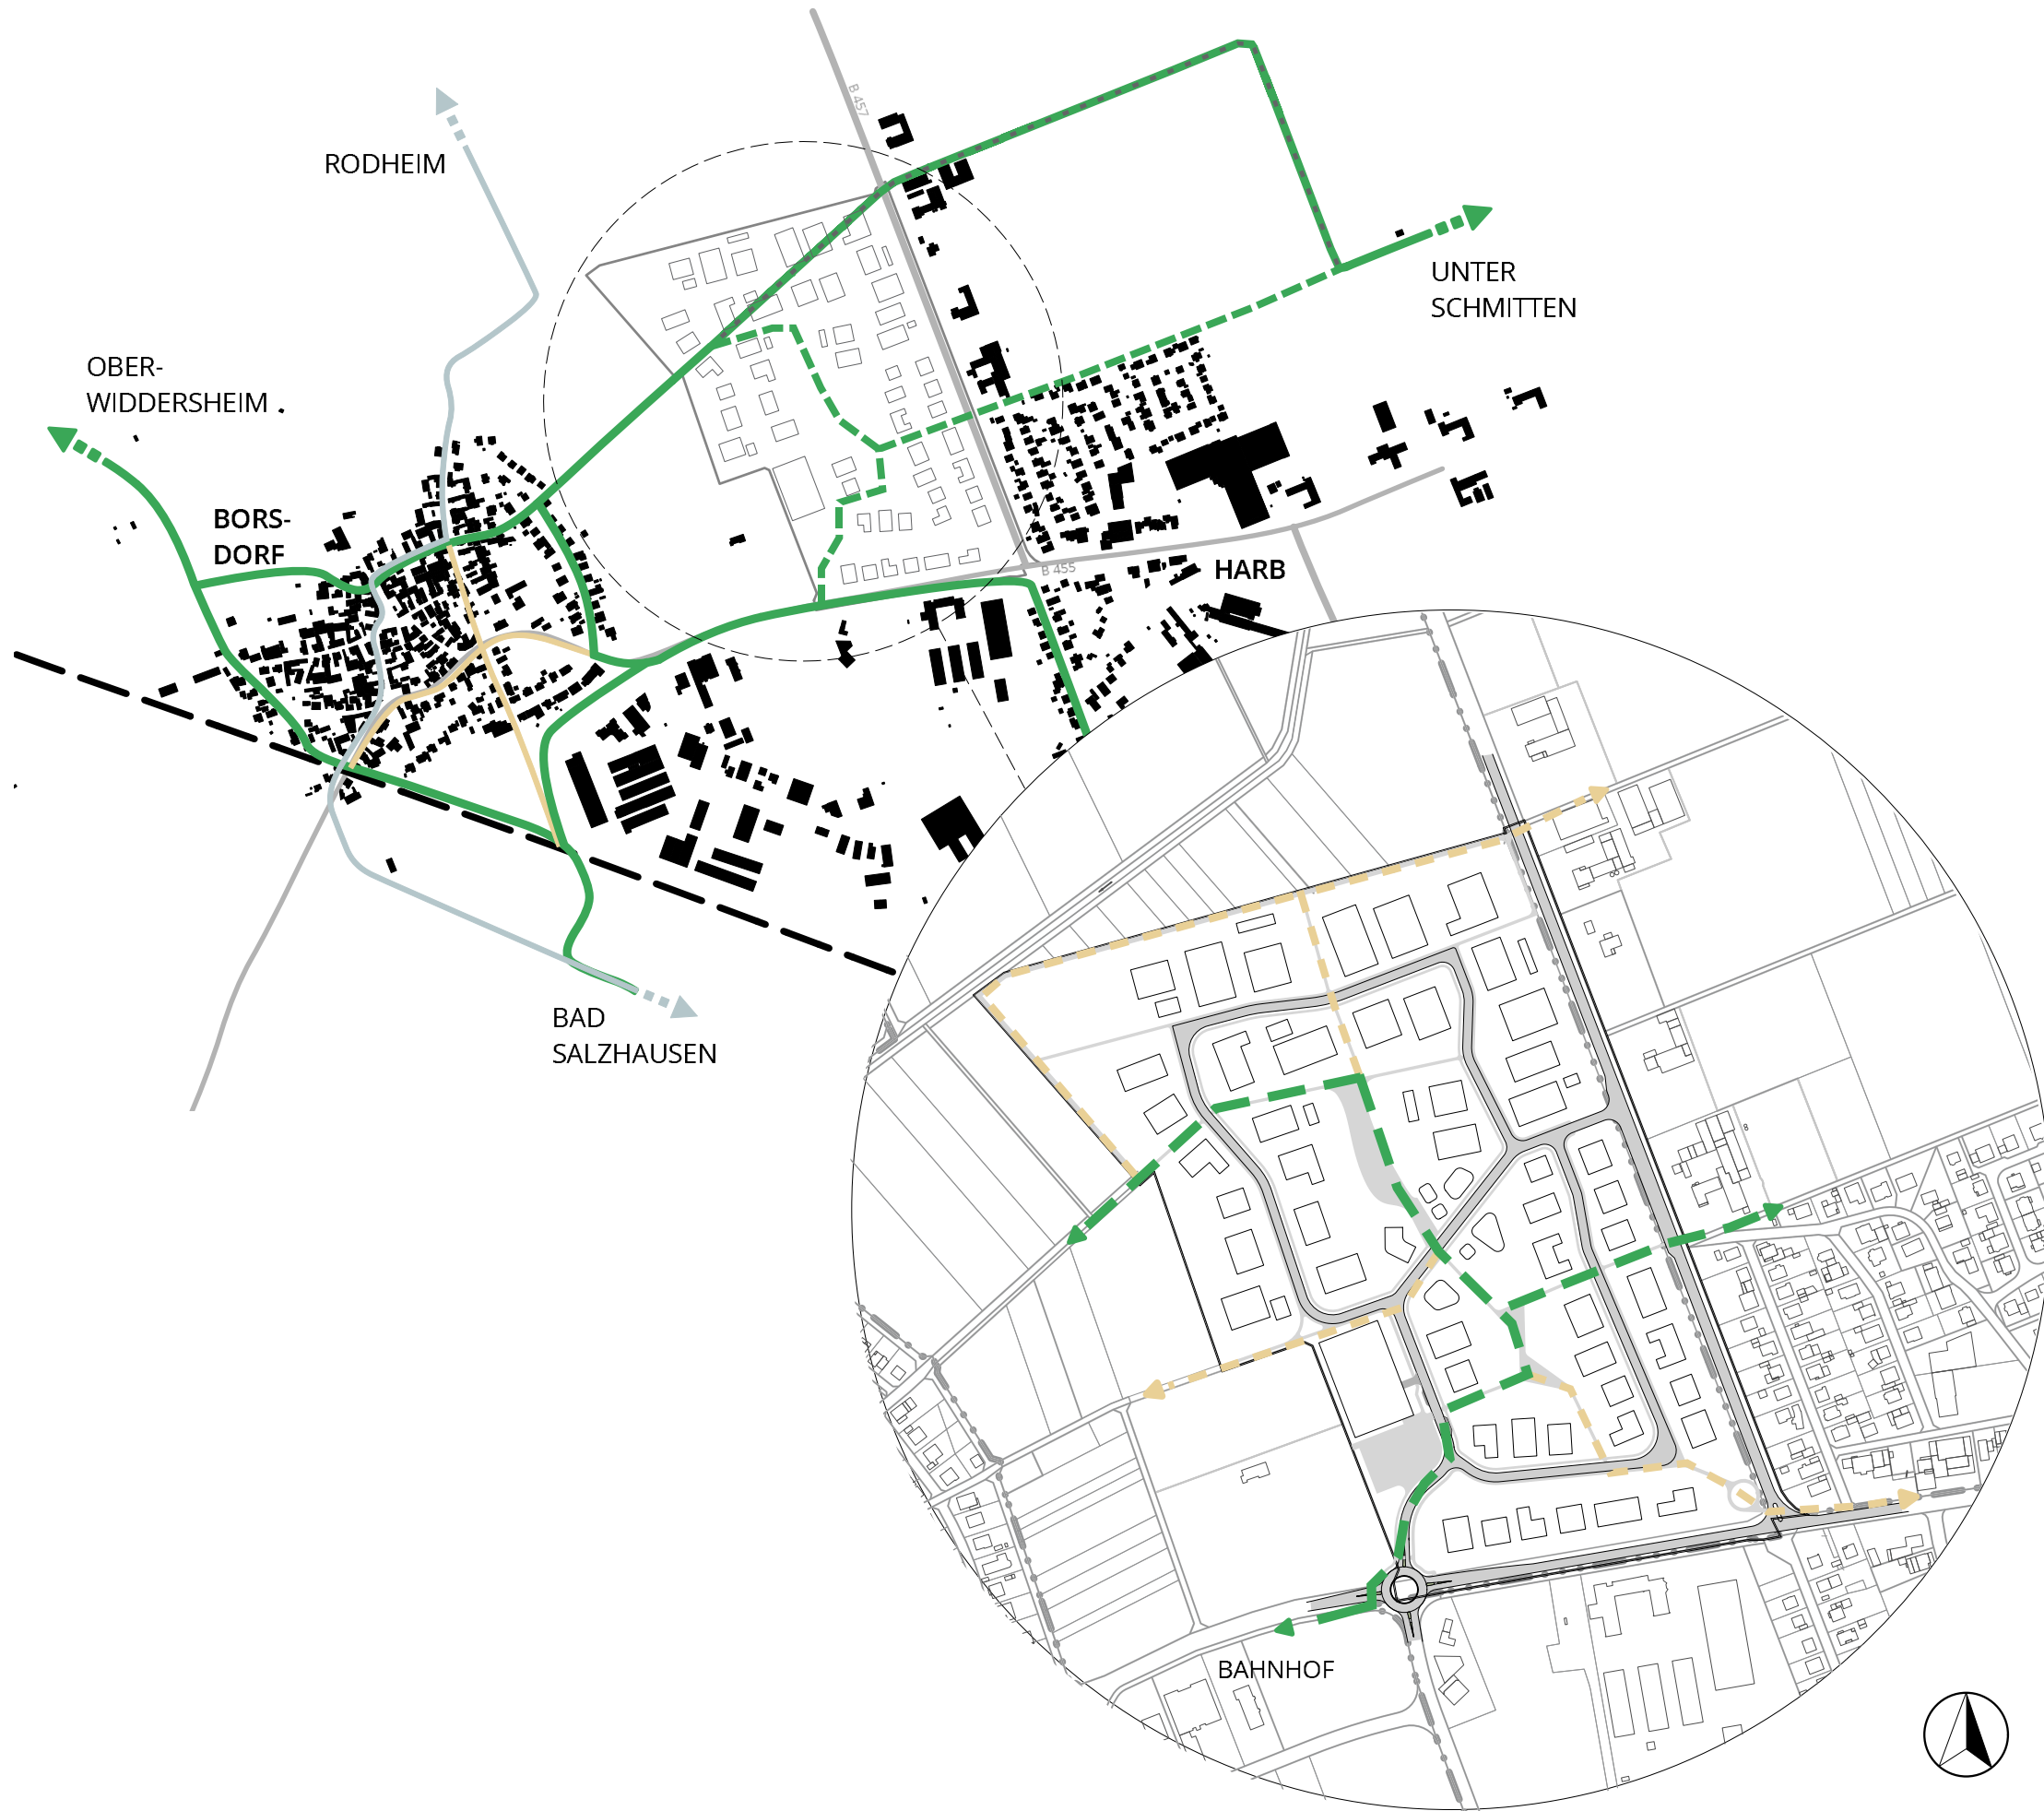 B 457
RODHEIM
UNTER
SCHMITTEN
OBER-
WIDDERSHEIM
BORS-
DORF
B 455
HARB
BAD
SALZHAUSEN
BAHNHOF